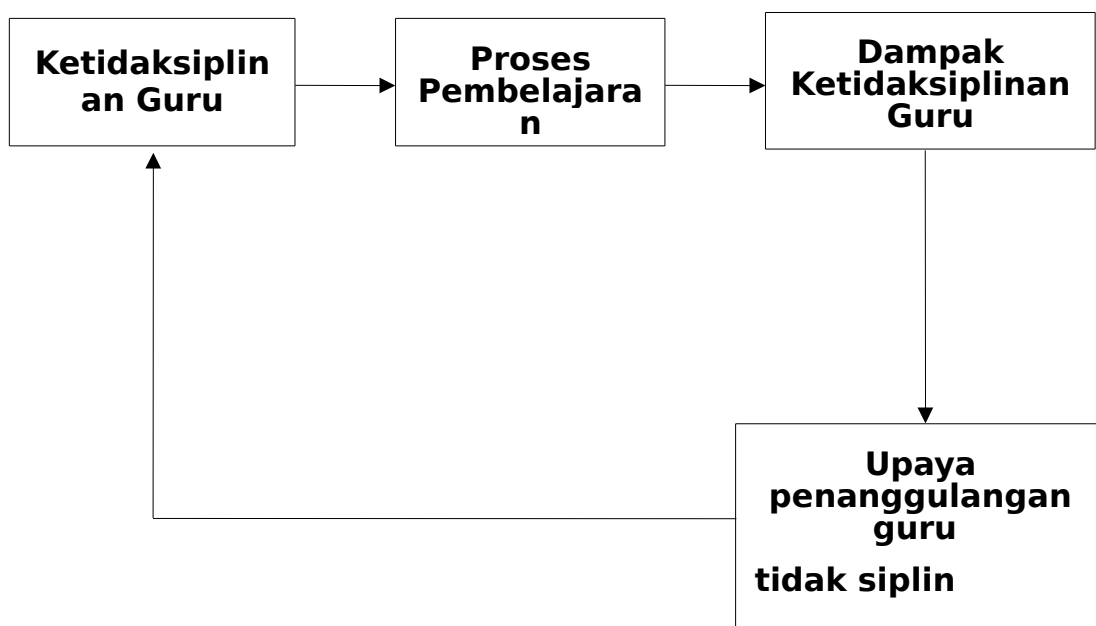 Ketidaksiplin
an Guru
Proses
Pembelajara
n
Dampak
Ketidaksiplinan
Guru
Upaya
penanggulangan
guru
tidak siplin